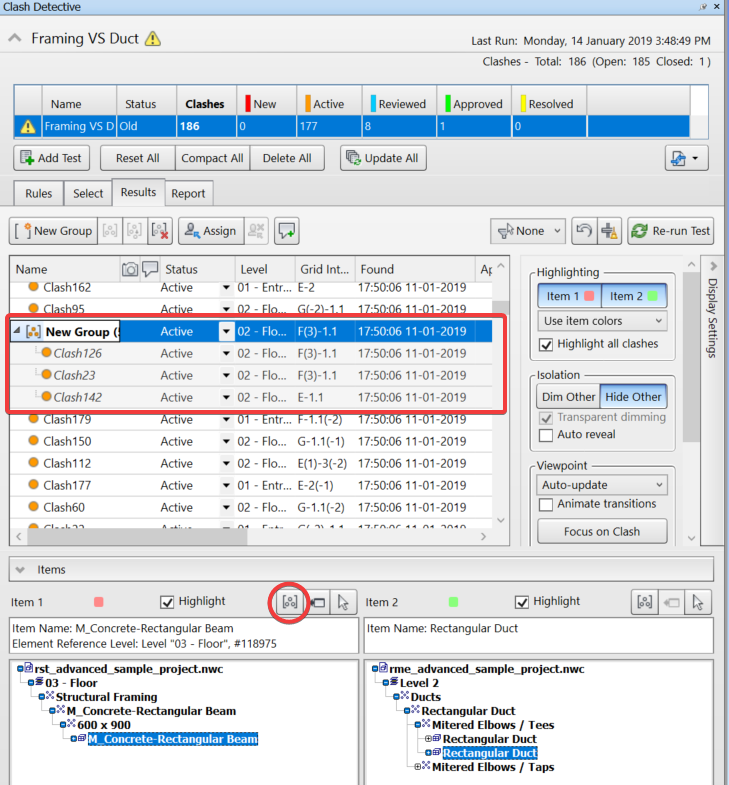 Clash Detective
Framing VS Duct
Last Run: Monday, 14 January 2019 3:48:49 PM
Clashes - Total: 186 (Open: 185 Closed: 1 )
Name Status Clashes New Active Reviewed Approved Resolved
Framing VS D Old 186 0 177 8 1 0
Add Test Reset All Compact All Delete All Update All
Rules Select Results Report
New Group Assign None Re-run Test
Name Status Level Grid Int... Found
Clash162 Active 01 - Entr... E-2 17:50:06 11-01-2019
Clash95 Active 02 - Flo... G(-2)-1.1 17:50:06 11-01-2019
New Group ( Active 02 - Flo... F(3)-1.1 17:50:06 11-01-2019
Clash126 Active 02 - Flo... F(3)-1.1 17:50:06 11-01-2019
Clash23 Active 02 - Flo... F(3)-1.1 17:50:06 11-01-2019
Clash142 Active 02 - Flo... E-1.1 17:50:06 11-01-2019
Clash179 Active 01 - Entr... F-1.1(-2) 17:50:06 11-01-2019
Clash150 Active 02 - Flo... G-1.1(-1) 17:50:06 11-01-2019
Clash112 Active 02 - Flo... E(1)-3(-2) 17:50:06 11-01-2019
Clash177 Active 01 - Entr... E-2(-1) 17:50:06 11-01-2019
Clash60 Active 02 - Flo... G-1.1(-2) 17:50:06 11-01-2019
Highlighting
Item 1 Item 2
Use item colors
Highlight all clashes
Isolation
Dim Other Hide Other
Transparent dimming
Auto reveal
Viewpoint
Auto-update
Animate transitions
Focus on Clash
Display Settings
Items
Item 1 Highlight
Item Name: M_Concrete-Rectangular Beam
Element Reference Level: Level "03 - Floor", #118975
rst_advanced_sample_project.nwc
03 - Floor
Structural Framing
M_Concrete-Rectangular Beam
600 x 900
M_Concrete-Rectangular Beam
Item 2 Highlight
Item Name: Rectangular Duct
rme_advanced_sample_project.nwc
Level 2
Ducts
Rectangular Duct
Mitered Elbows / Tees
Rectangular Duct
Rectangular Duct
Mitered Elbows / Taps